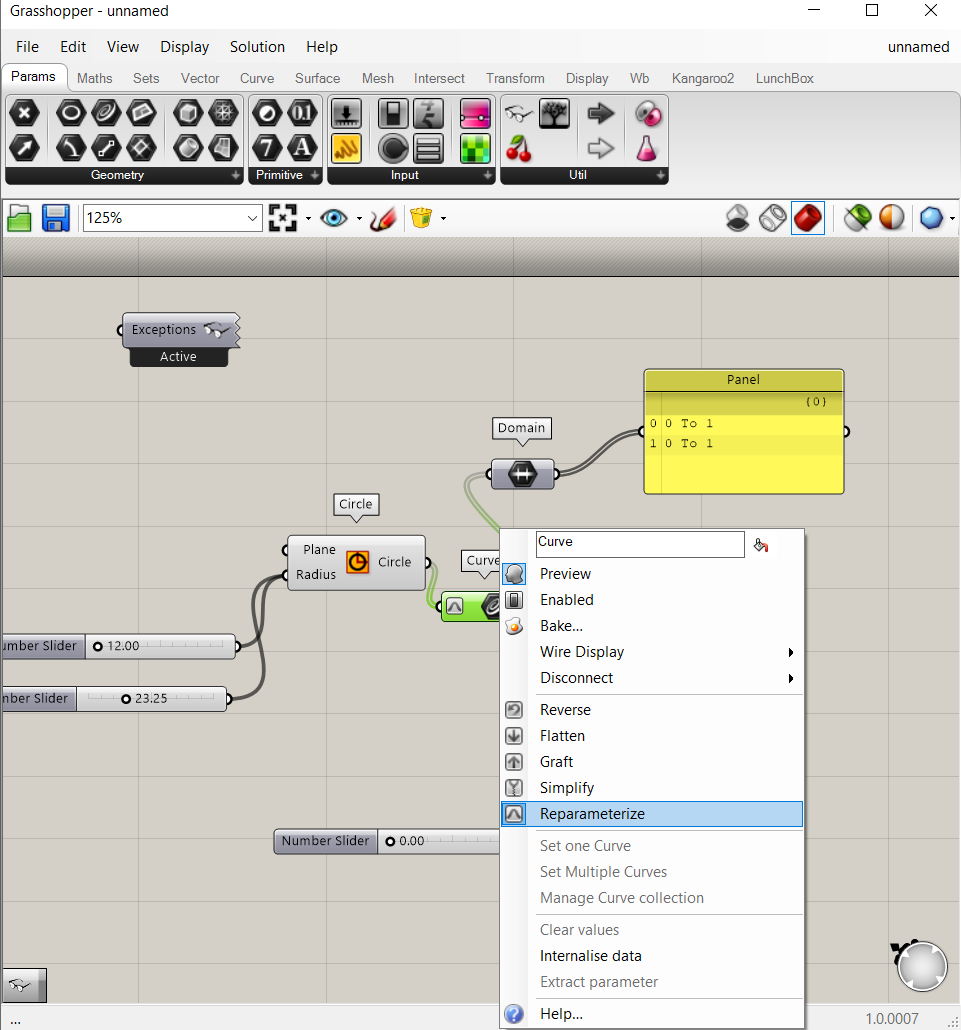 Grasshopper - unnamed
File Edit View Display Solution Help unnamed
Params Maths Sets Vector Curve Surface Mesh Intersect Transform Display Wb Kangaroo2 LunchBox
0.1
7 A
Geometry Primitive Input Util
125%
Exceptions
Active
Panel
{0}
0 0 To 1
1 0 To 1
Domain
Circle
Plane
Radius
Circle
Curve
umber Slider 12.00
mber Slider 23.25
Number Slider 0.00
Curve
Preview
Enabled
Bake...
Wire Display
Disconnect
Reverse
Flatten
Graft
Simplify
Reparameterize
Set one Curve
Set Multiple Curves
Manage Curve collection
Clear values
Internalise data
Extract parameter
Help...
... 1.0.0007